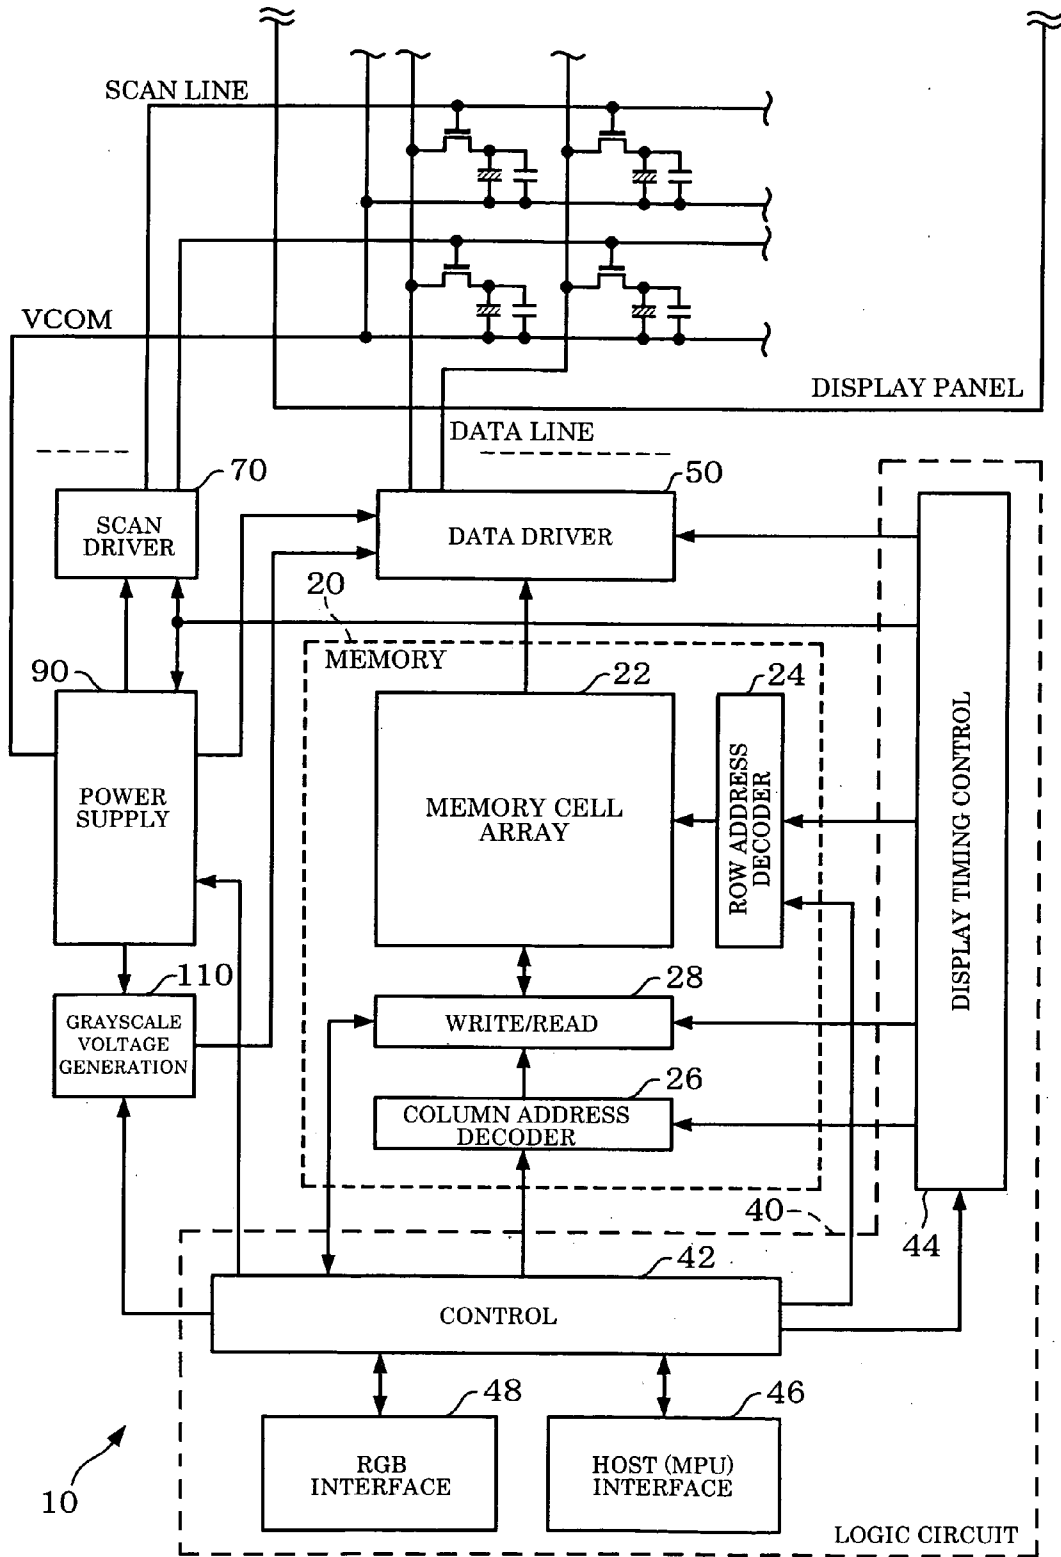 SCAN LINE
VCOM
DISPLAY PANEL
DATA LINE
70
50
SCAN
DRIVER
DATA DRIVER
20
MEMORY
90
22
24
POWER
SUPPLY
MEMORY CELL
ARRAY
ROW ADDRESS
DECODER
DISPLAY TIMING CONTROL
110
28
GRAYSCALE
VOLTAGE
GENERATION
WRITE/READ
26
COLUMN ADDRESS
DECODER
40
44
42
CONTROL
48
46
RGB
INTERFACE
HOST (MPU)
INTERFACE
10
LOGIC CIRCUIT